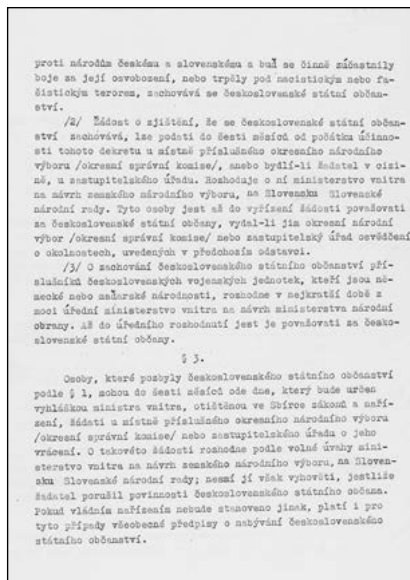 proti národům českému a slovenskému a buď se činně zúčastnily
boje za její osvobození, nebo trpěly pod nacistickým nebo fa-
šistickým terorem, zachovává se československé státní občan-
ství.
/2/ Žádost o zjištění, že se československé státní občan-
ství zachovává, lze podati do šesti měsíců od počátku účinno-
sti tohoto dekretu u místně příslušného okresního národního
výboru /okresní správní komise/, anebo bydlí-li žadatel v cizi-
ně, u zastupitelského úřadu. Rozhoduje o ní ministerstvo vnitra
na návrh zemského národního výboru, na Slovensku Slovenské
národní rady. Tyto osoby jest až do vyřízení žádosti považovati
za československé státní občany, vydal-li jim okresní národní
výbor /okresní správní komise/ nebo zastupitelský úřad osvědčení
o okolnostech, uvedených v předchozím odstavci.
/3/ O zachování československého státního občanství pří-
slušníků československých vojenských jednotek, kteří jsou ně-
mecké nebo maďarské národnosti, rozhodne v nejkratší době z
moci úřední ministerstvo vnitra na návrh ministerstva národní
obrany. Až do úředního rozhodnutí jest je považovati za česko-
slovenské státní občany.
§ 3.
Osoby, které pozbyly československého státního občanství
podle § 1, mohou do šesti měsíců ode dne, který bude určen
vyhláškou ministra vnitra, otištěnou ve Sbírce zákonů a naří-
zení, žádati u místně příslušného okresního národního výboru
/okresní správní komise/ nebo zastupitelského úřadu o jeho
vrácení. O takovéto žádosti rozhodne podle volné úvahy mini-
sterstvo vnitra na návrh zemského národního výboru, na Sloven-
sku Slovenské národní rady; nesmí jí však vyhověti, jestliže
žadatel porušil povinnosti československého státního občana.
Pokud vládním nařízením nebude stanoveno jinak, platí i pro
tyto případy všeobecné předpisy o nabývání československého
státního občanství.